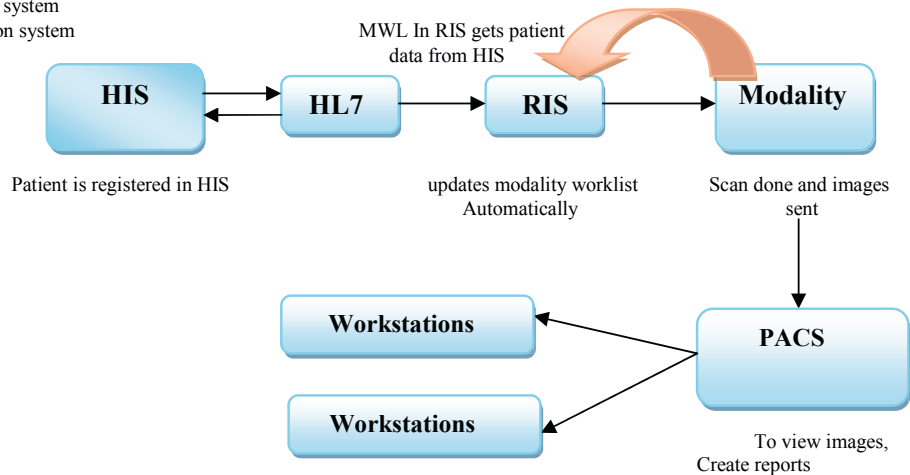 system
on system
MWL In RIS gets patient
data from HIS
HIS
HL7
RIS
Modality
Patient is registered in HIS
updates modality worklist
Automatically
Scan done and images
sent
Workstations
PACS
Workstations
To view images,
Create reports